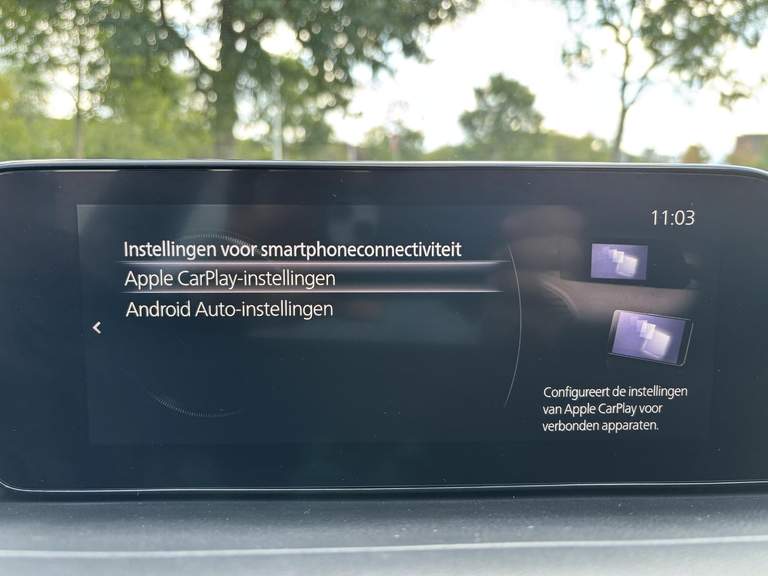 11:03
Instellingen voor smartphoneconnectiviteit
Apple CarPlay-instellingen
Android Auto-instellingen
Configureert de instellingen
van Apple CarPlay voor
verbonden apparaten.